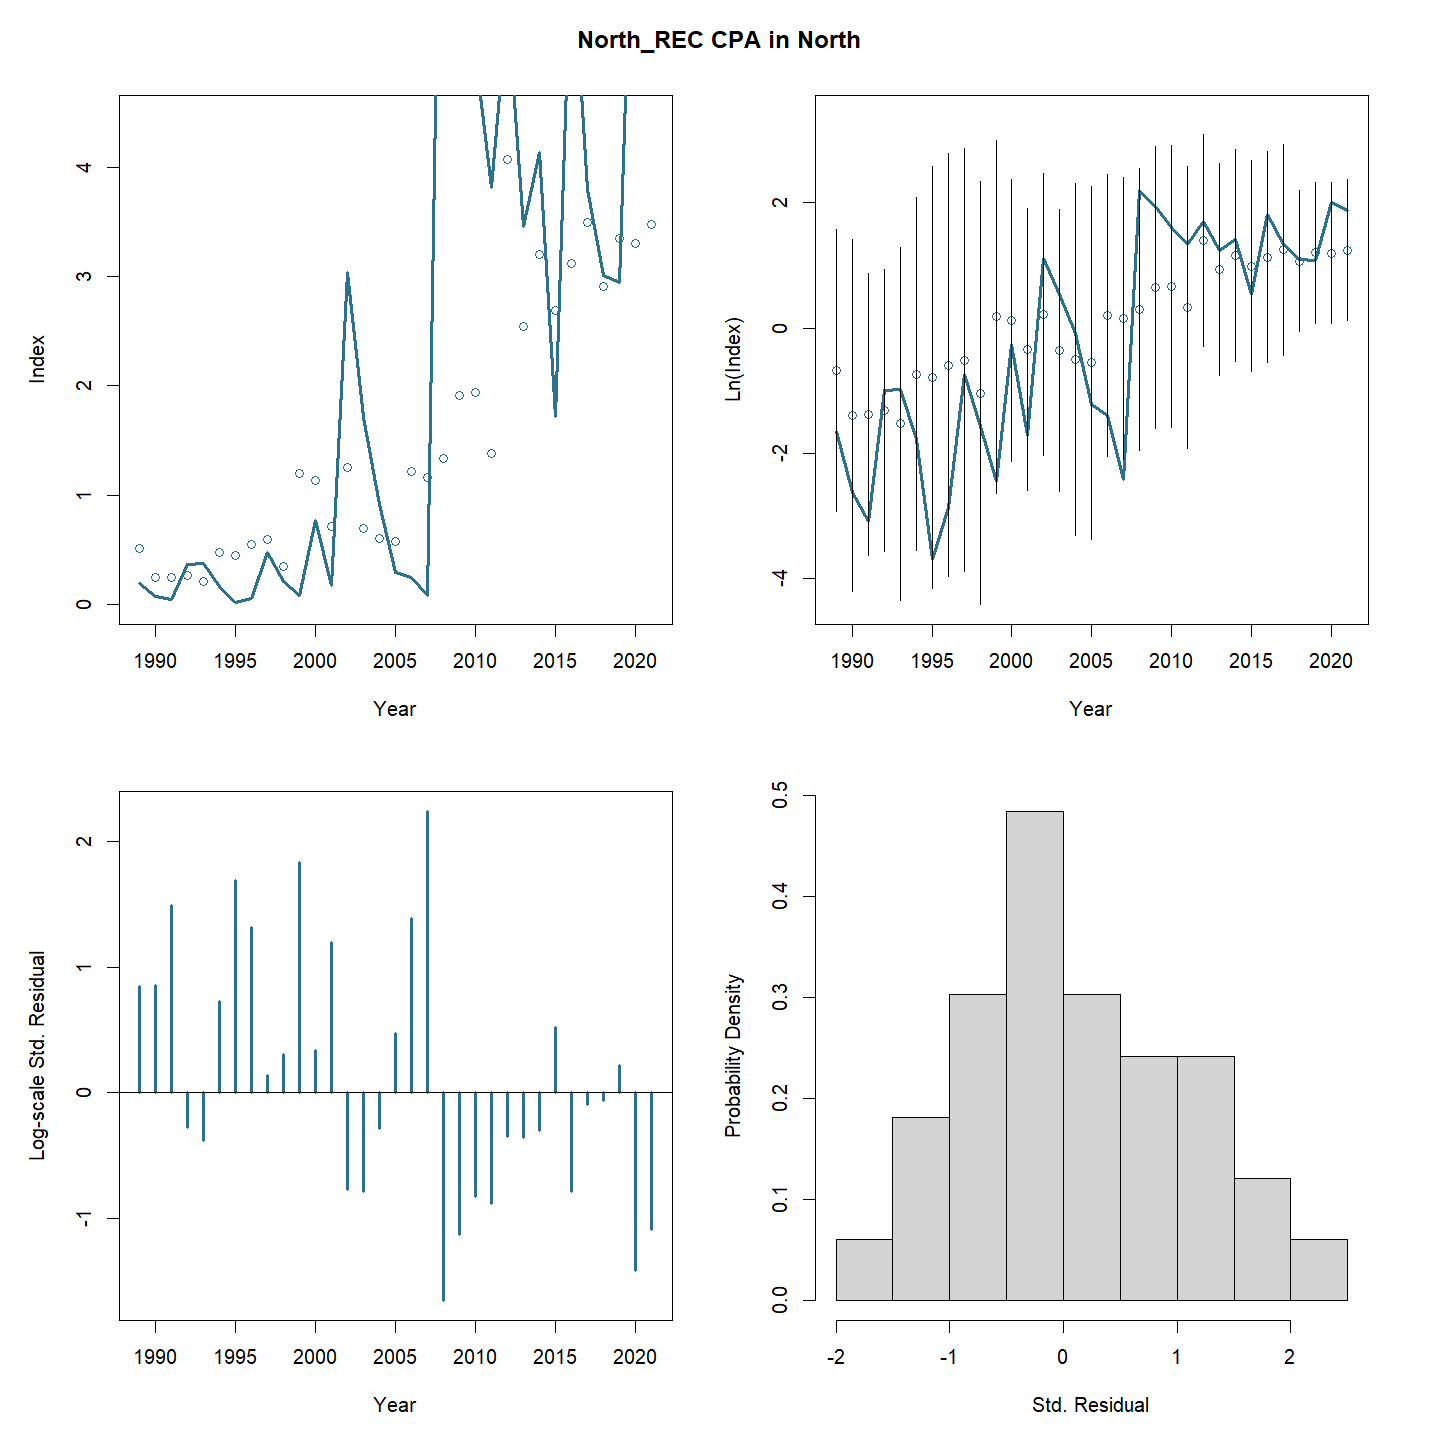 North_REC CPA in North
Index
4
3
2
1
0
1990 1995 2000 2005 2010 2015 2020
Year
Ln(Index)
2
0
-2
-4
1990 1995 2000 2005 2010 2015 2020
Year
Log-scale Std. Residual
2
1
0
-1
1990 1995 2000 2005 2010 2015 2020
Year
Probability Density
0.5
0.4
0.3
0.2
0.1
0.0
-2 -1 0 1 2
Std. Residual